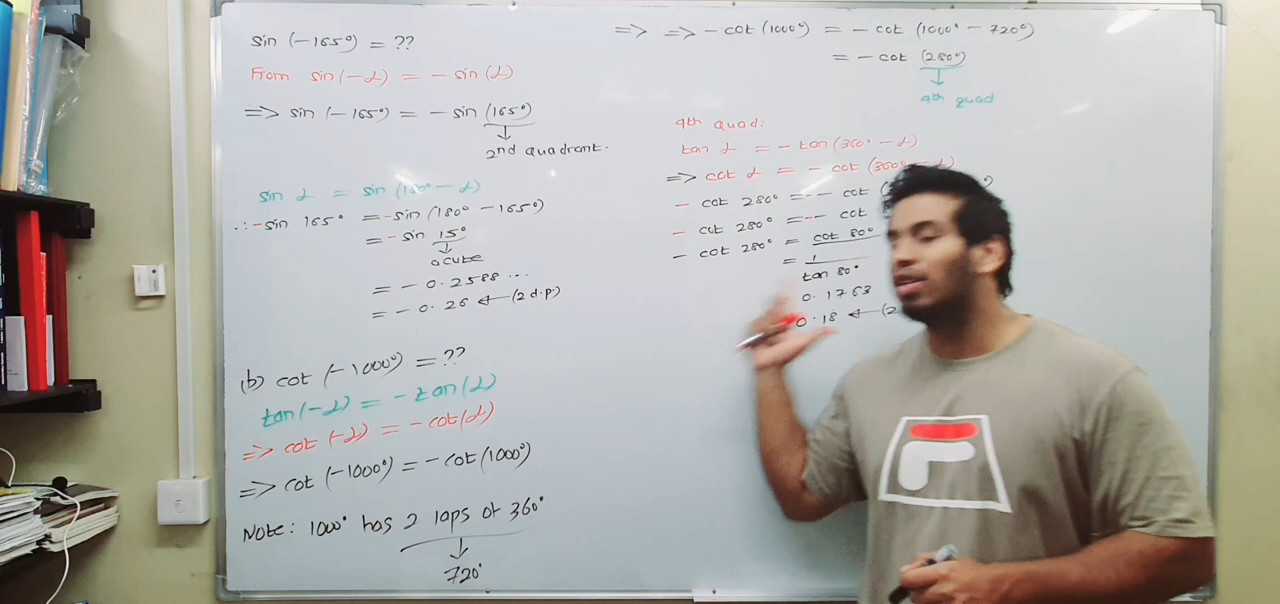 sin (-165°) = ??
From sin(-α) = - sin (α)
=> sin (-165°) = - sin (165°)
2nd quadrant.
sin α = sin (180° - α)
∴ -sin 165° = -sin (180° - 165°)
= - sin 15°
acute
= - 0.2588 ...
= - 0.26 ← (2 d.p.)
(b) cot (-1000°) = ??
tan(-α) = - tan(α)
=> cot (-α) = - cot(α)
=> cot (-1000°) = - cot (1000°)
Note: 1000° has 2 laps of 360°
720°
=> => - cot (1000°) = - cot (1000° - 720°)
= - cot (280°)
4th quad
4th quad:
tan α = - tan (360° - α)
=> cot α = - cot (360° - α)
- cot 280° = -- cot (
- cot 280° = -- cot
- cot 280° = cot 80°
= 1
tan 80°
0.1763
0.18 ← (2